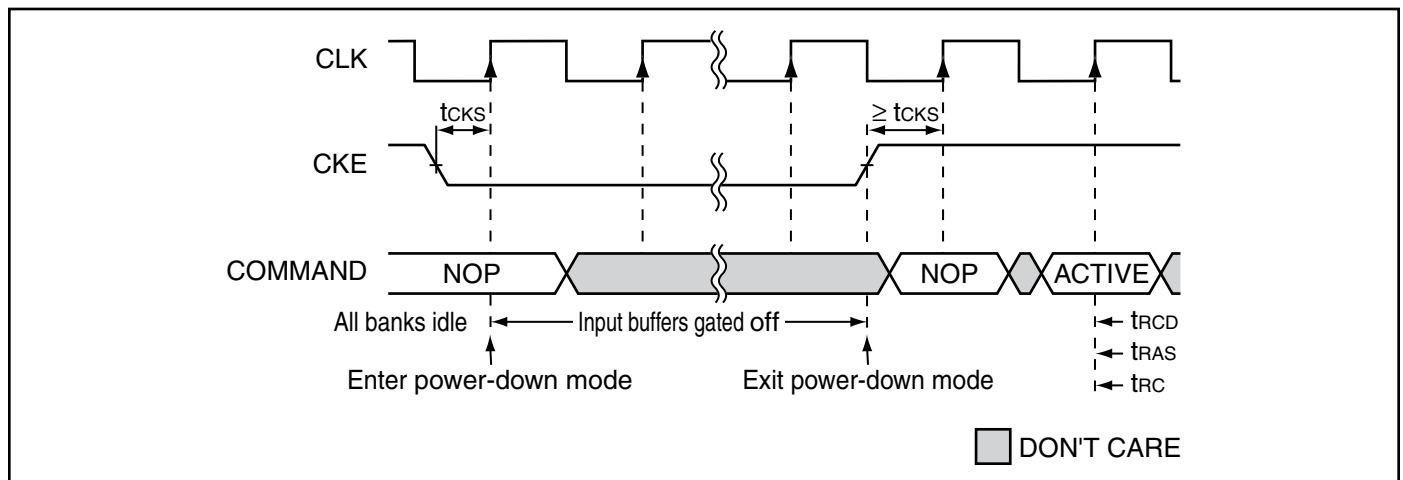 CLK
tCKS
≥ tCKS
CKE
COMMAND
NOP
NOP
ACTIVE
All banks idle
Input buffers gated off
tRCD
tRAS
tRC
Enter power-down mode
Exit power-down mode
DON'T CARE